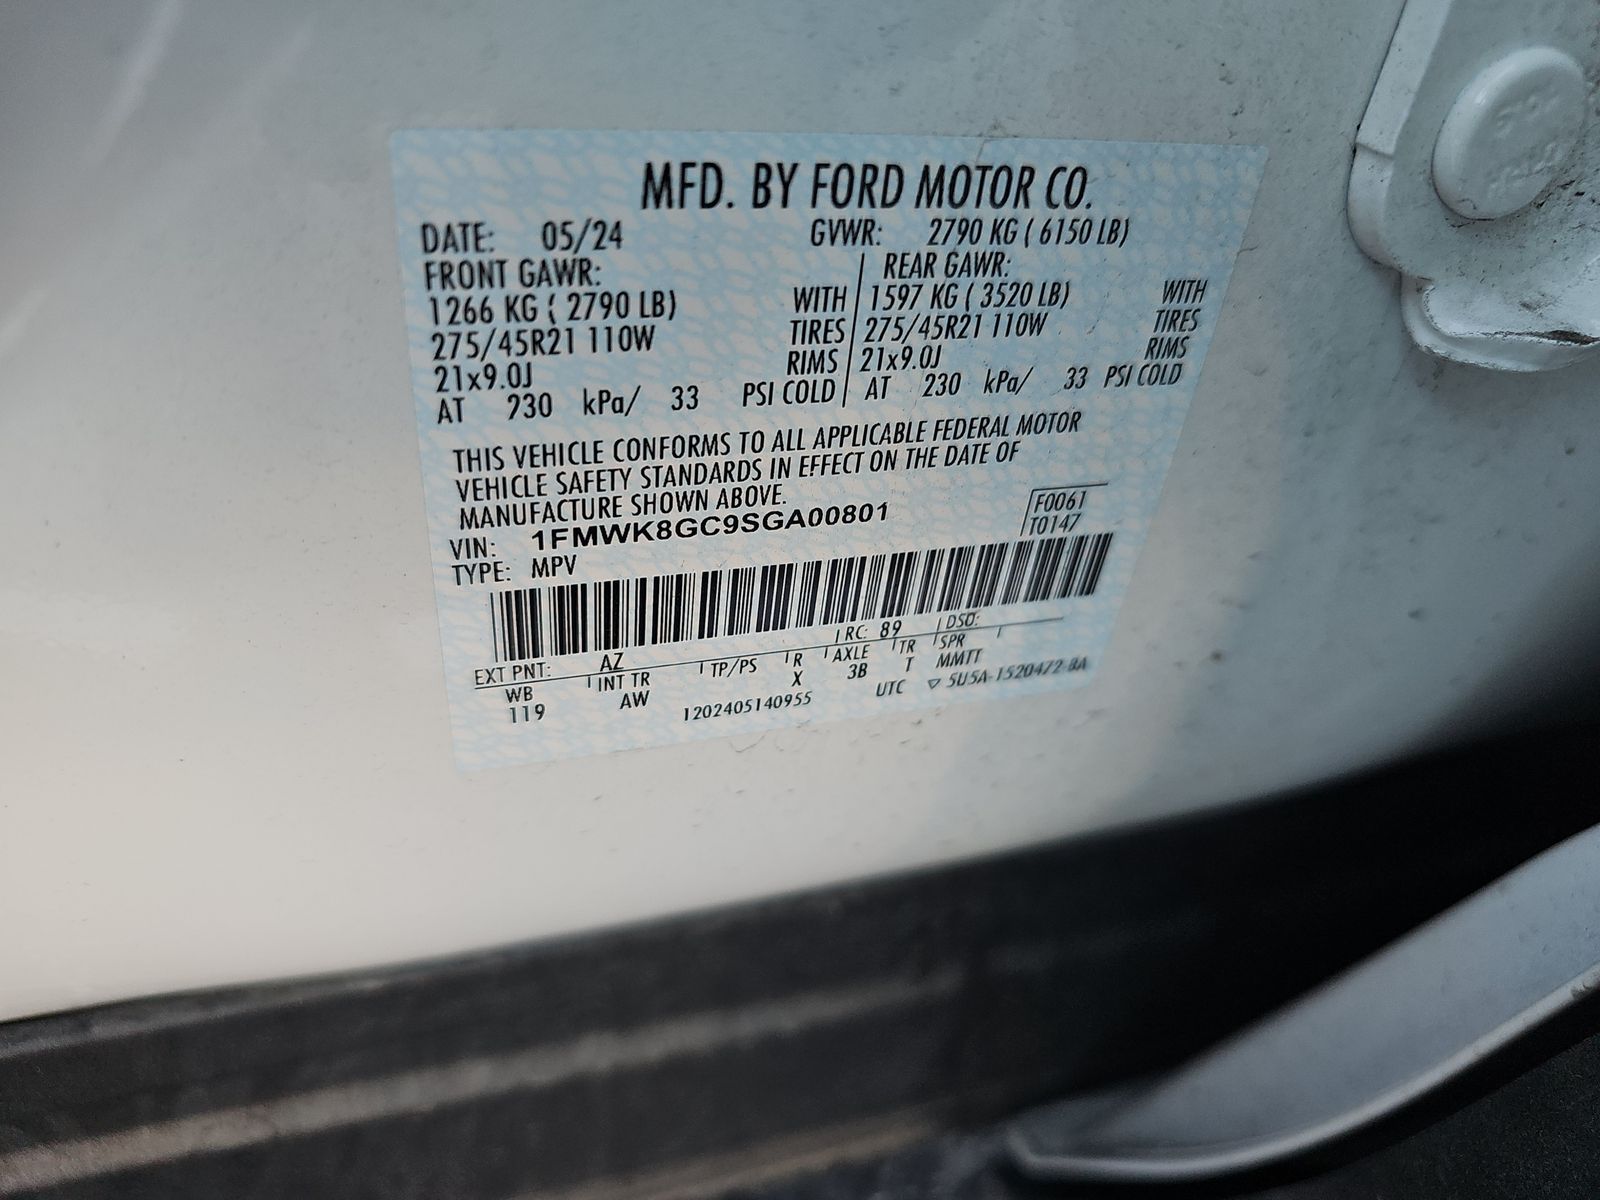 MFD. BY FORD MOTOR CO.
DATE: 05/24 GVWR: 2790 KG ( 6150 LB)
FRONT GAWR: REAR GAWR:
1266 KG ( 2790 LB) WITH 1597 KG ( 3520 LB) WITH
275/45R21 110W TIRES 275/45R21 110W TIRES
21x9.0J RIMS 21x9.0J RIMS
AT 230 kPa/ 33 PSI COLD AT 230 kPa/ 33 PSI COLD
THIS VEHICLE CONFORMS TO ALL APPLICABLE FEDERAL MOTOR
VEHICLE SAFETY STANDARDS IN EFFECT ON THE DATE OF
MANUFACTURE SHOWN ABOVE.
F0061
VIN: 1FMWK8GC9SGA00801
T0147
TYPE: MPV
EXT PNT: AZ RC: 89 DSO:
WB INT TR TP/PS R AXLE TR SPR
119 AW X 3B T MMTT
1202405140955 UTC ▽ 5U5A-1520472-BA